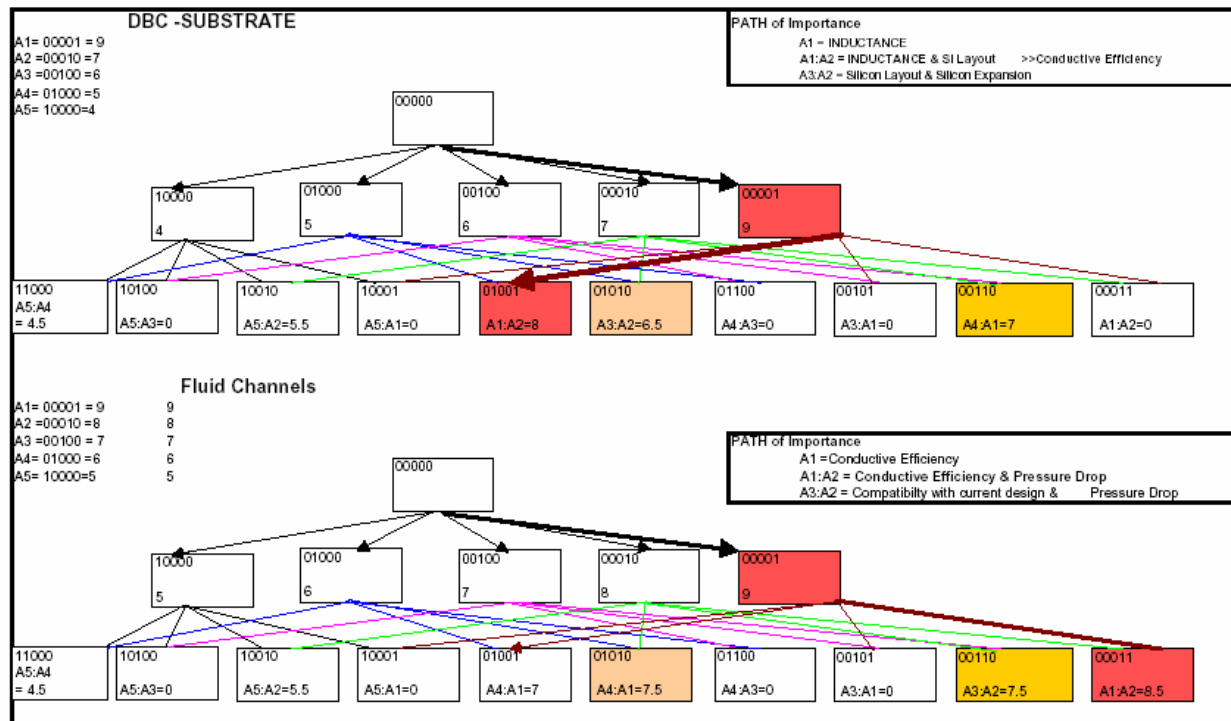 DBC -SUBSTRATE
A1= 00001 = 9
A2 =00010 =7
A3 =00100 =6
A4= 01000 =5
A5= 10000=4
PATH of Importance
A1 = INDUCTANCE
A1:A2 = INDUCTANCE & SI Layout >>Conductive Efficiency
A3:A2 = Silicon Layout & Silicon Expansion
00000
10000
4
01000
5
00100
6
00010
7
00001
9
11000
A5:A4
= 4.5
10100
A5:A3=0
10010
A5:A2=5.5
10001
A5:A1=0
01001
A1:A2=8
01010
A3:A2=6.5
01100
A4:A3=0
00101
A3:A1=0
00110
A4:A1=7
00011
A1:A2=0
Fluid Channels
A1= 00001 = 9 9
A2 =00010 = 8 8
A3 =00100 = 7 7
A4= 01000 = 6 6
A5= 10000=5 5
PATH of Importance
A1 =Conductive Efficiency
A1:A2 = Conductive Efficiency & Pressure Drop
A3:A2 = Compatibilty with current design & Pressure Drop
00000
10000
5
01000
6
00100
7
00010
8
00001
9
11000
A5:A4
= 4.5
10100
A5:A3=0
10010
A5:A2=5.5
10001
A5:A1=0
01001
A4:A1=7
01010
A4:A1=7.5
01100
A4:A3=0
00101
A3:A1=0
00110
A3:A2=7.5
00011
A1:A2=8.5